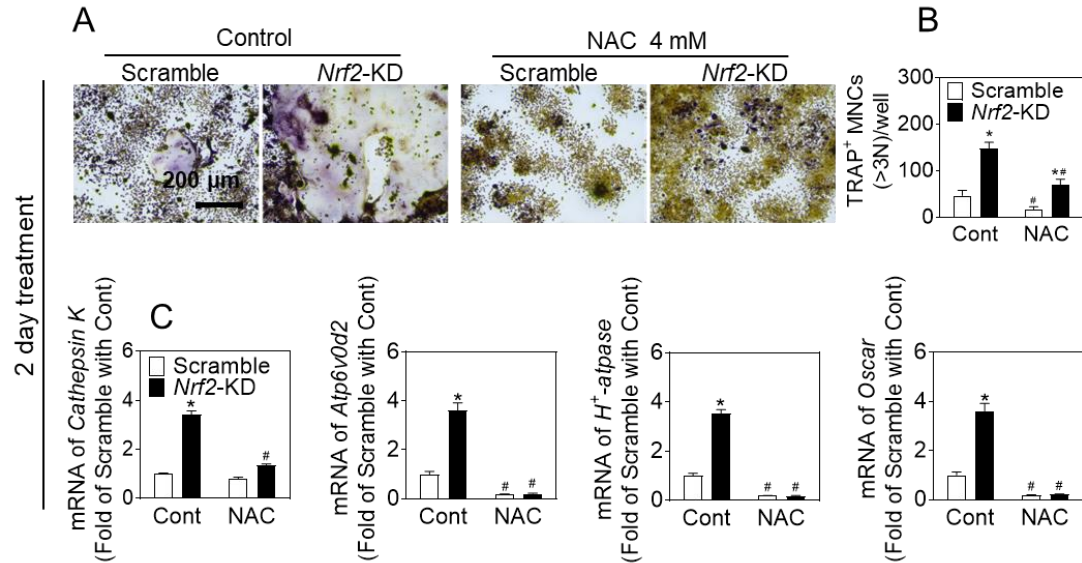 A
Control
NAC 4 mM
Scramble
Nrf2-KD
Scramble
Nrf2-KD
200 μm
2 day treatment
B
TRAP+ MNCs
(>3N)/well
300
200
100
0
Scramble
Nrf2-KD
*
#
*#
Cont
NAC
C
mRNA of Cathepsin K
(Fold of Scramble with Cont)
6
4
2
0
Scramble
Nrf2-KD
*
#
Cont
NAC
mRNA of Atp6v0d2
(Fold of Scramble with Cont)
6
4
2
0
*
#
#
Cont
NAC
mRNA of H+-atpase
(Fold of Scramble with Cont)
6
4
2
0
*
#
#
Cont
NAC
mRNA of Oscar
(Fold of Scramble with Cont)
6
4
2
0
*
#
#
Cont
NAC